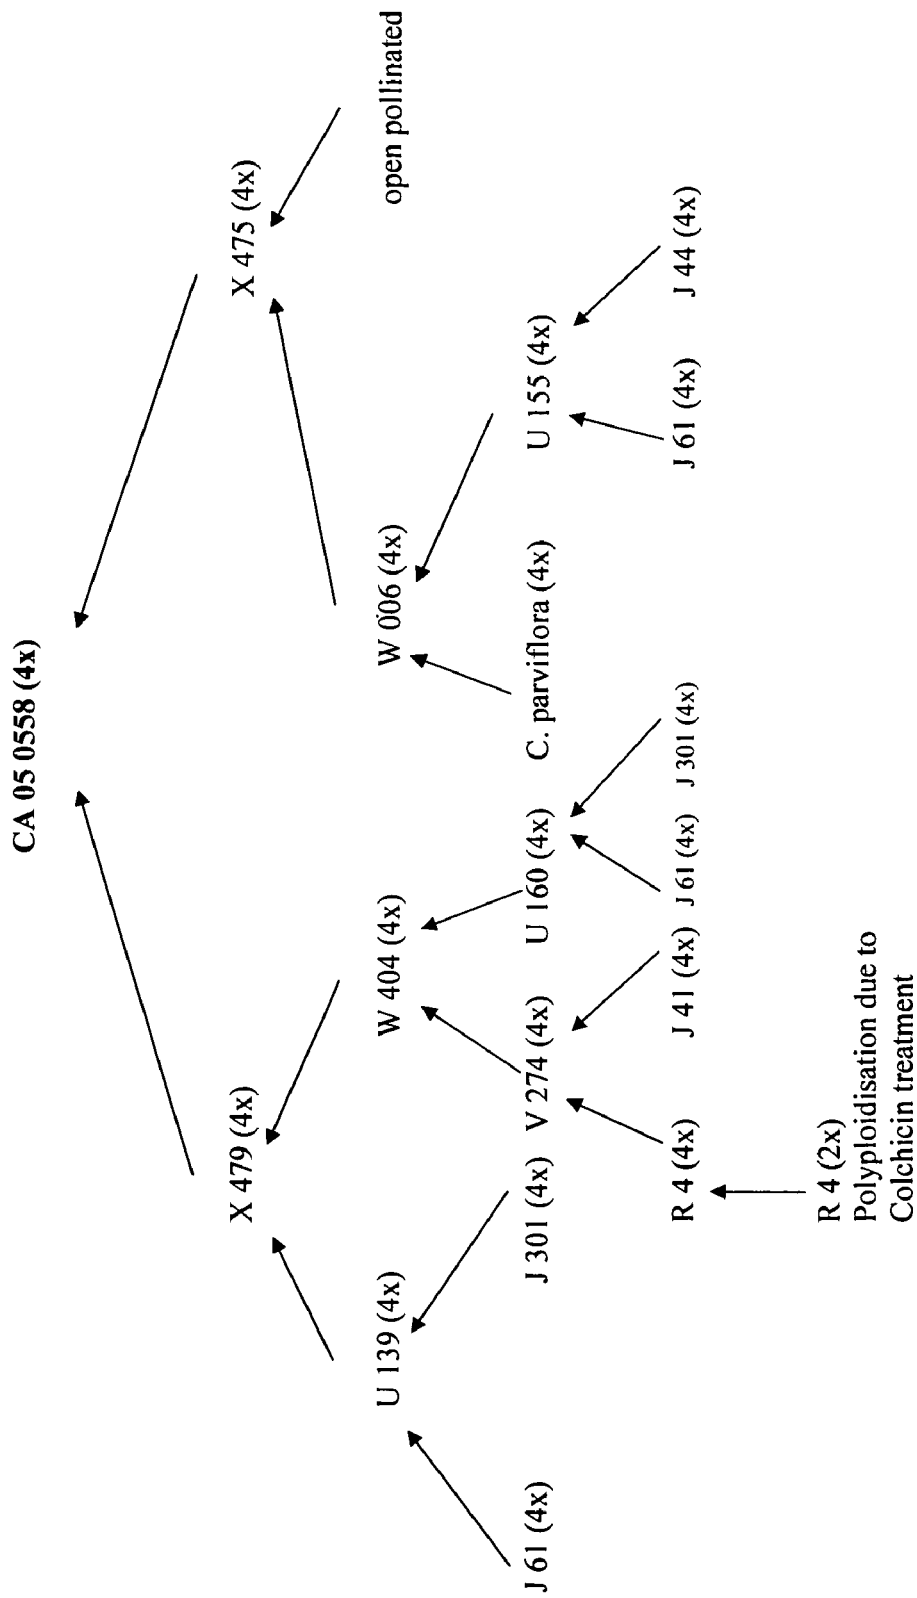 CA 05 0558 (4x)
X 479 (4x)
X 475 (4x)
U 139 (4x)
W 404 (4x)
W 006 (4x)
open pollinated
J 61 (4x)
J 301 (4x)
V 274 (4x)
U 160 (4x)
C. parviflora (4x)
U 155 (4x)
R 4 (4x)
J 41 (4x)
J 61 (4x)
J 301 (4x)
J 61 (4x)
J 44 (4x)
R 4 (2x)
Polyploidisation due to
Colchicin treatment